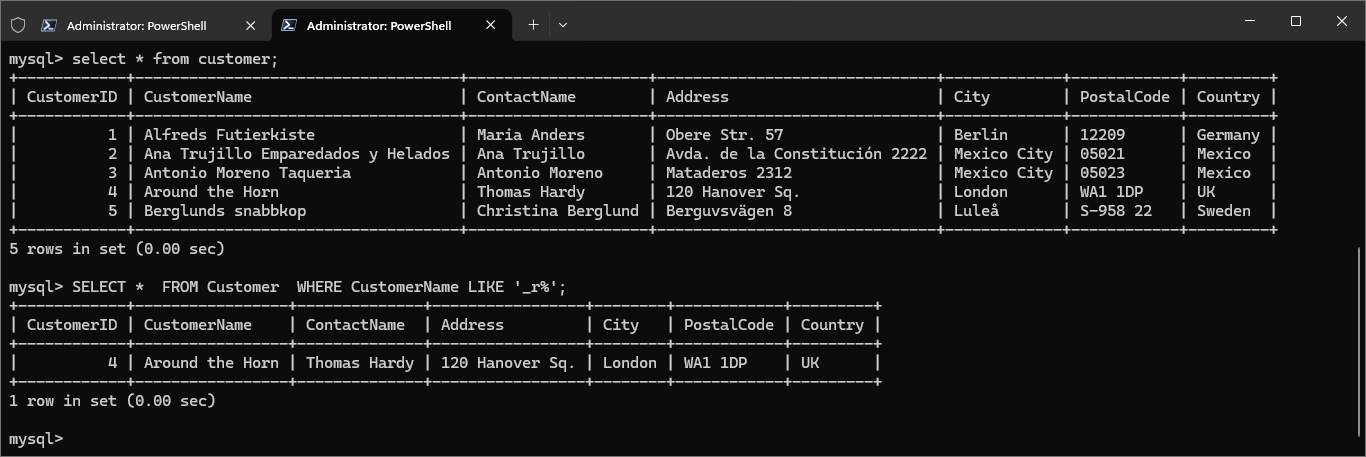 Administrator: PowerShell
Administrator: PowerShell
mysql> select * from customer;
+------------+------------------------------------+--------------------+-------------------------------+-------------+------------+---------+
| CustomerID | CustomerName                       | ContactName        | Address                       | City        | PostalCode | Country |
+------------+------------------------------------+--------------------+-------------------------------+-------------+------------+---------+
|          1 | Alfreds Futierkiste                | Maria Anders       | Obere Str. 57                 | Berlin      | 12209      | Germany |
|          2 | Ana Trujillo Emparedados y Helados | Ana Trujillo       | Avda. de la Constitución 2222 | Mexico City | 05021      | Mexico  |
|          3 | Antonio Moreno Taqueria            | Antonio Moreno     | Mataderos 2312                | Mexico City | 05023      | Mexico  |
|          4 | Around the Horn                    | Thomas Hardy       | 120 Hanover Sq.               | London      | WA1 1DP    | UK      |
|          5 | Berglunds snabbkop                 | Christina Berglund | Berguvsvägen 8                | Luleå       | S-958 22   | Sweden  |
+------------+------------------------------------+--------------------+-------------------------------+-------------+------------+---------+
5 rows in set (0.00 sec)
mysql> SELECT *  FROM Customer  WHERE CustomerName LIKE '_r%';
+------------+-----------------+--------------+-----------------+--------+------------+---------+
| CustomerID | CustomerName    | ContactName  | Address         | City   | PostalCode | Country |
+------------+-----------------+--------------+-----------------+--------+------------+---------+
|          4 | Around the Horn | Thomas Hardy | 120 Hanover Sq. | London | WA1 1DP    | UK      |
+------------+-----------------+--------------+-----------------+--------+------------+---------+
1 row in set (0.00 sec)
mysql>